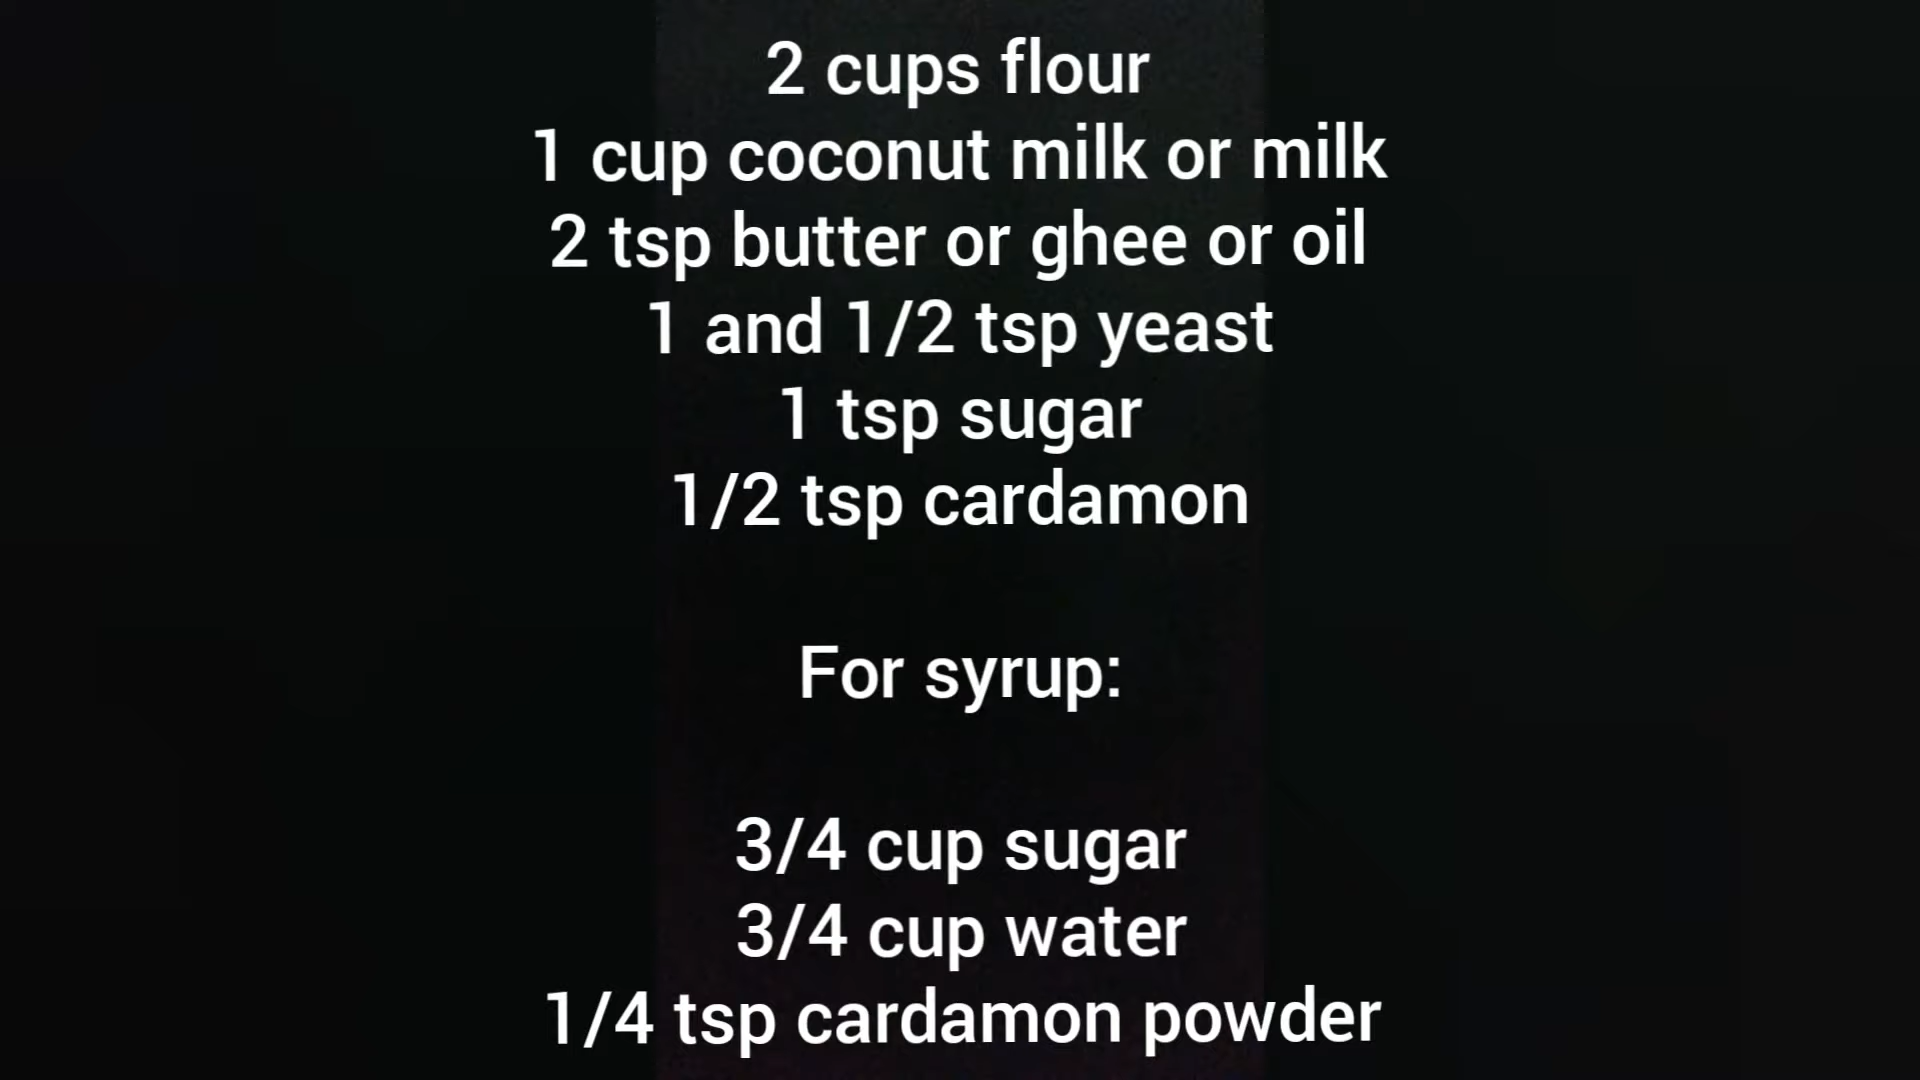 2 cups flour
1 cup coconut milk or milk
2 tsp butter or ghee or oil
1 and 1/2 tsp yeast
1 tsp sugar
1/2 tsp cardamon
For syrup:
3/4 cup sugar
3/4 cup water
1/4 tsp cardamon powder